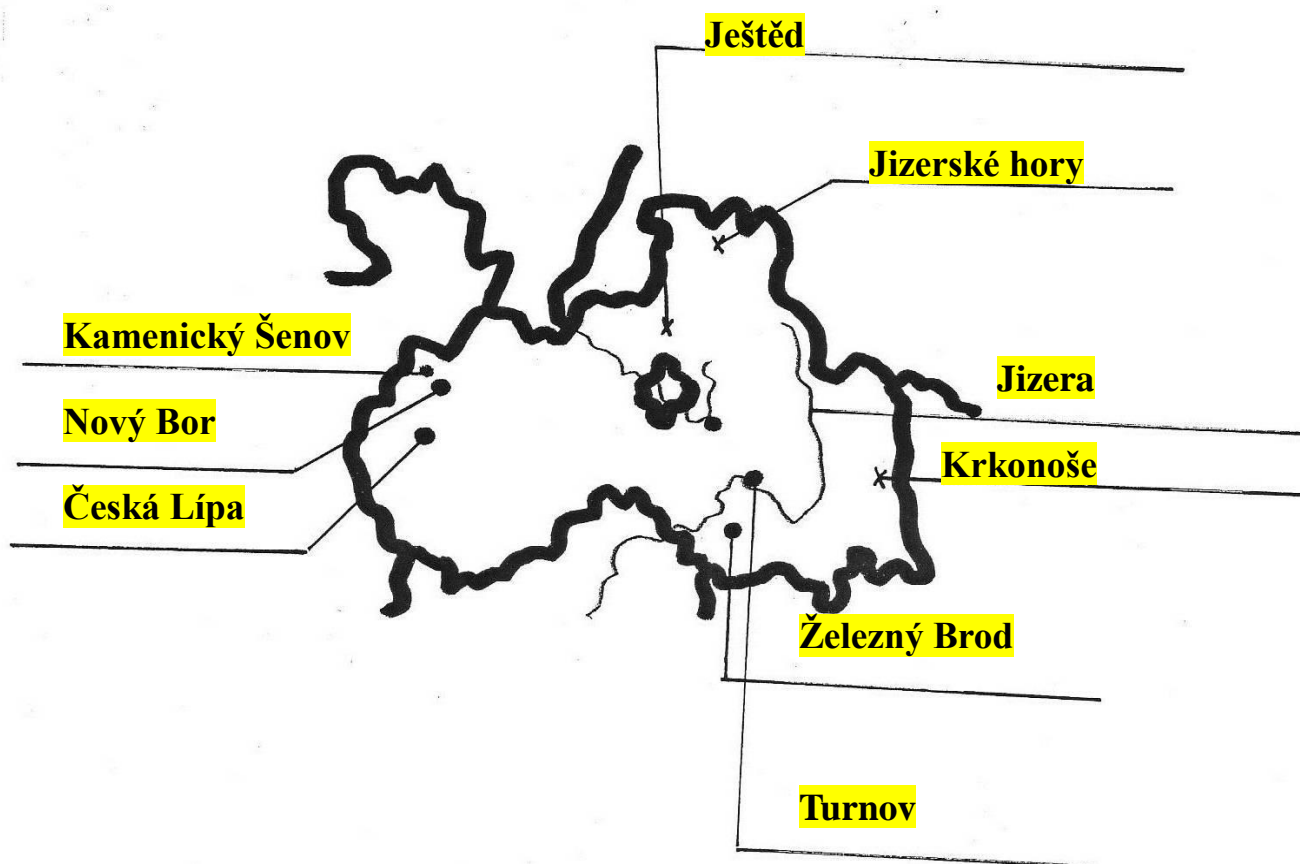 Ještěd
Jizerské hory
Kamenický Šenov
Jizera
Nový Bor
Krkonoše
Česká Lípa
Železný Brod
Turnov